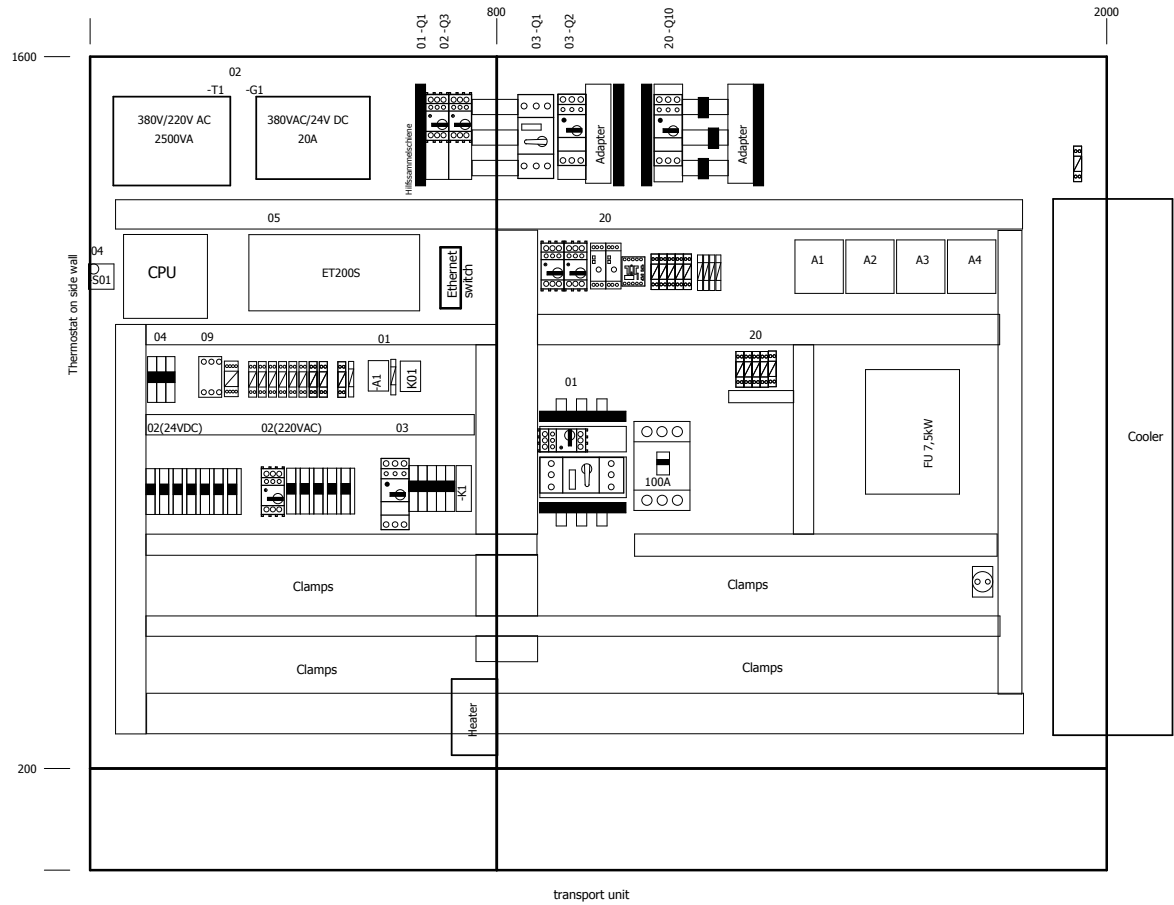 800
2000
01 -Q1
02 -Q3
03 -Q1
03 -Q2
20 -Q10
1600
02
-T1
-G1
380V/220V AC
2500VA
380VAC/24V DC
20A
Hilfssammelschiene
Adapter
Adapter
05
20
04
S01
CPU
ET200S
Ethernet
switch
A1
A2
A3
A4
Thermostat on side wall
04
09
01
20
-A1
K01
01
02(24VDC)
02(220VAC)
03
FU 7,5kW
Cooler
-K1
100A
Clamps
Clamps
Clamps
Clamps
Heater
200
transport unit